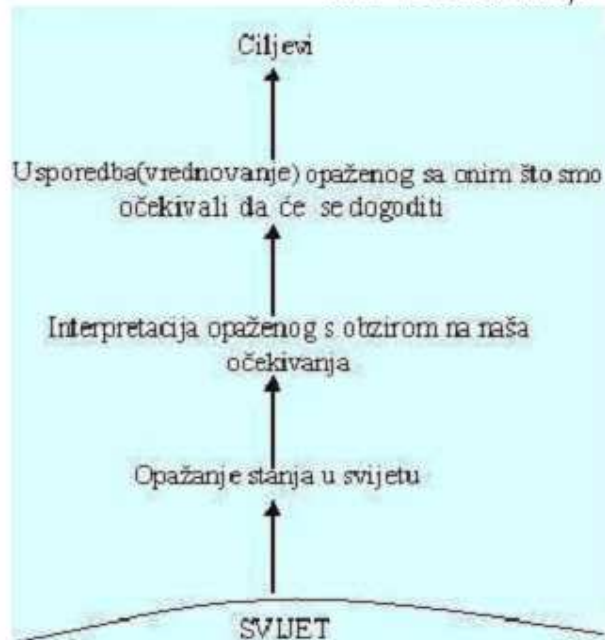 Ciljevi
Usporedba(vrednovanje) opaženog sa onim što smo
očekivali da će se dogoditi
Interpretacija opaženog s obzirom na naša
očekivanja
Opažanje stanja u svijetu
SVIJET